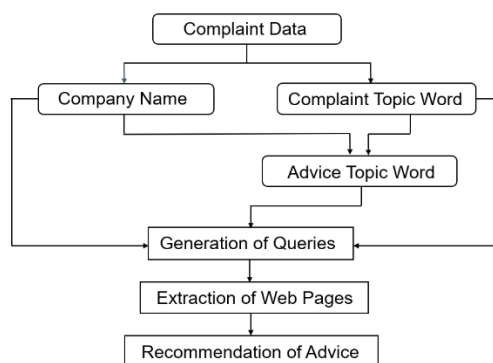 Complaint Data
Company Name
Complaint Topic Word
Advice Topic Word
Generation of Queries
Extraction of Web Pages
Recommendation of Advice